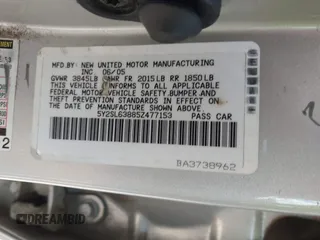 MFD.BY: NEW UNITED MOTOR MANUFACTURING
INC 06/05
GVWR 3845LB GAWR FR 2015LB RR 1850LB
THIS VEHICLE CONFORMS TO ALL APPLICABLE
FEDERAL MOTOR VEHICLE SAFETY,BUMPER,AND
THEFT PREVENTION STANDARDS IN EFFECT ON
THE DATE OF MANUFACTURE SHOWN ABOVE.
5Y2SL63885Z477153 PASS CAR
DA3738962
2
DREAMBID